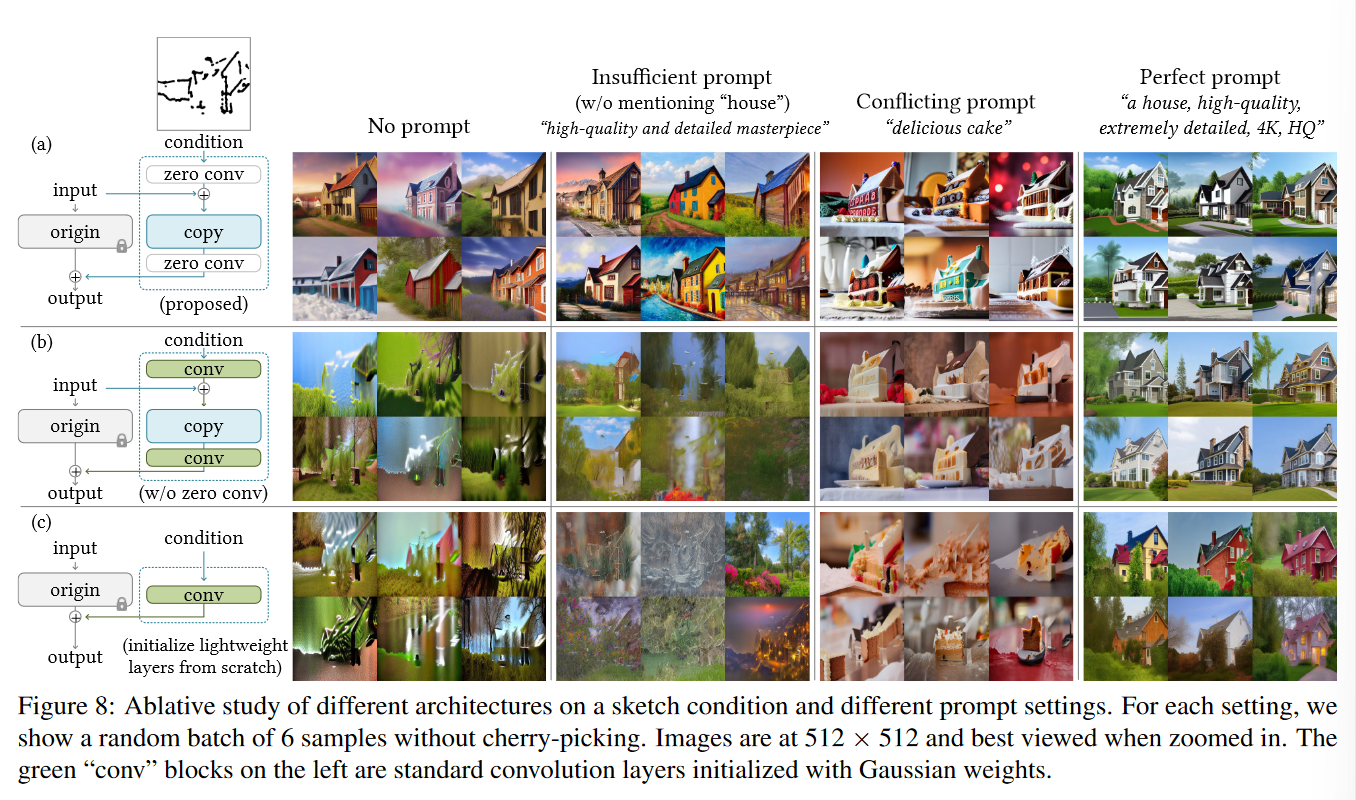 Insufficient prompt
Perfect prompt
(w/o mentioning “house”)
Conflicting prompt
“a house, high-quality,
No prompt
“high-quality and detailed masterpiece”
“delicious cake”
extremely detailed, 4K, HQ”
(a)
condition
zero conv
input
origin
copy
zero conv
output
(proposed)
(b)
condition
conv
input
origin
copy
conv
output
(w/o zero conv)
(c)
input
condition
origin
conv
output
(initialize lightweight
layers from scratch)
Figure 8: Ablative study of different architectures on a sketch condition and different prompt settings. For each setting, we
show a random batch of 6 samples without cherry-picking. Images are at 512 × 512 and best viewed when zoomed in. The
green “conv” blocks on the left are standard convolution layers initialized with Gaussian weights.